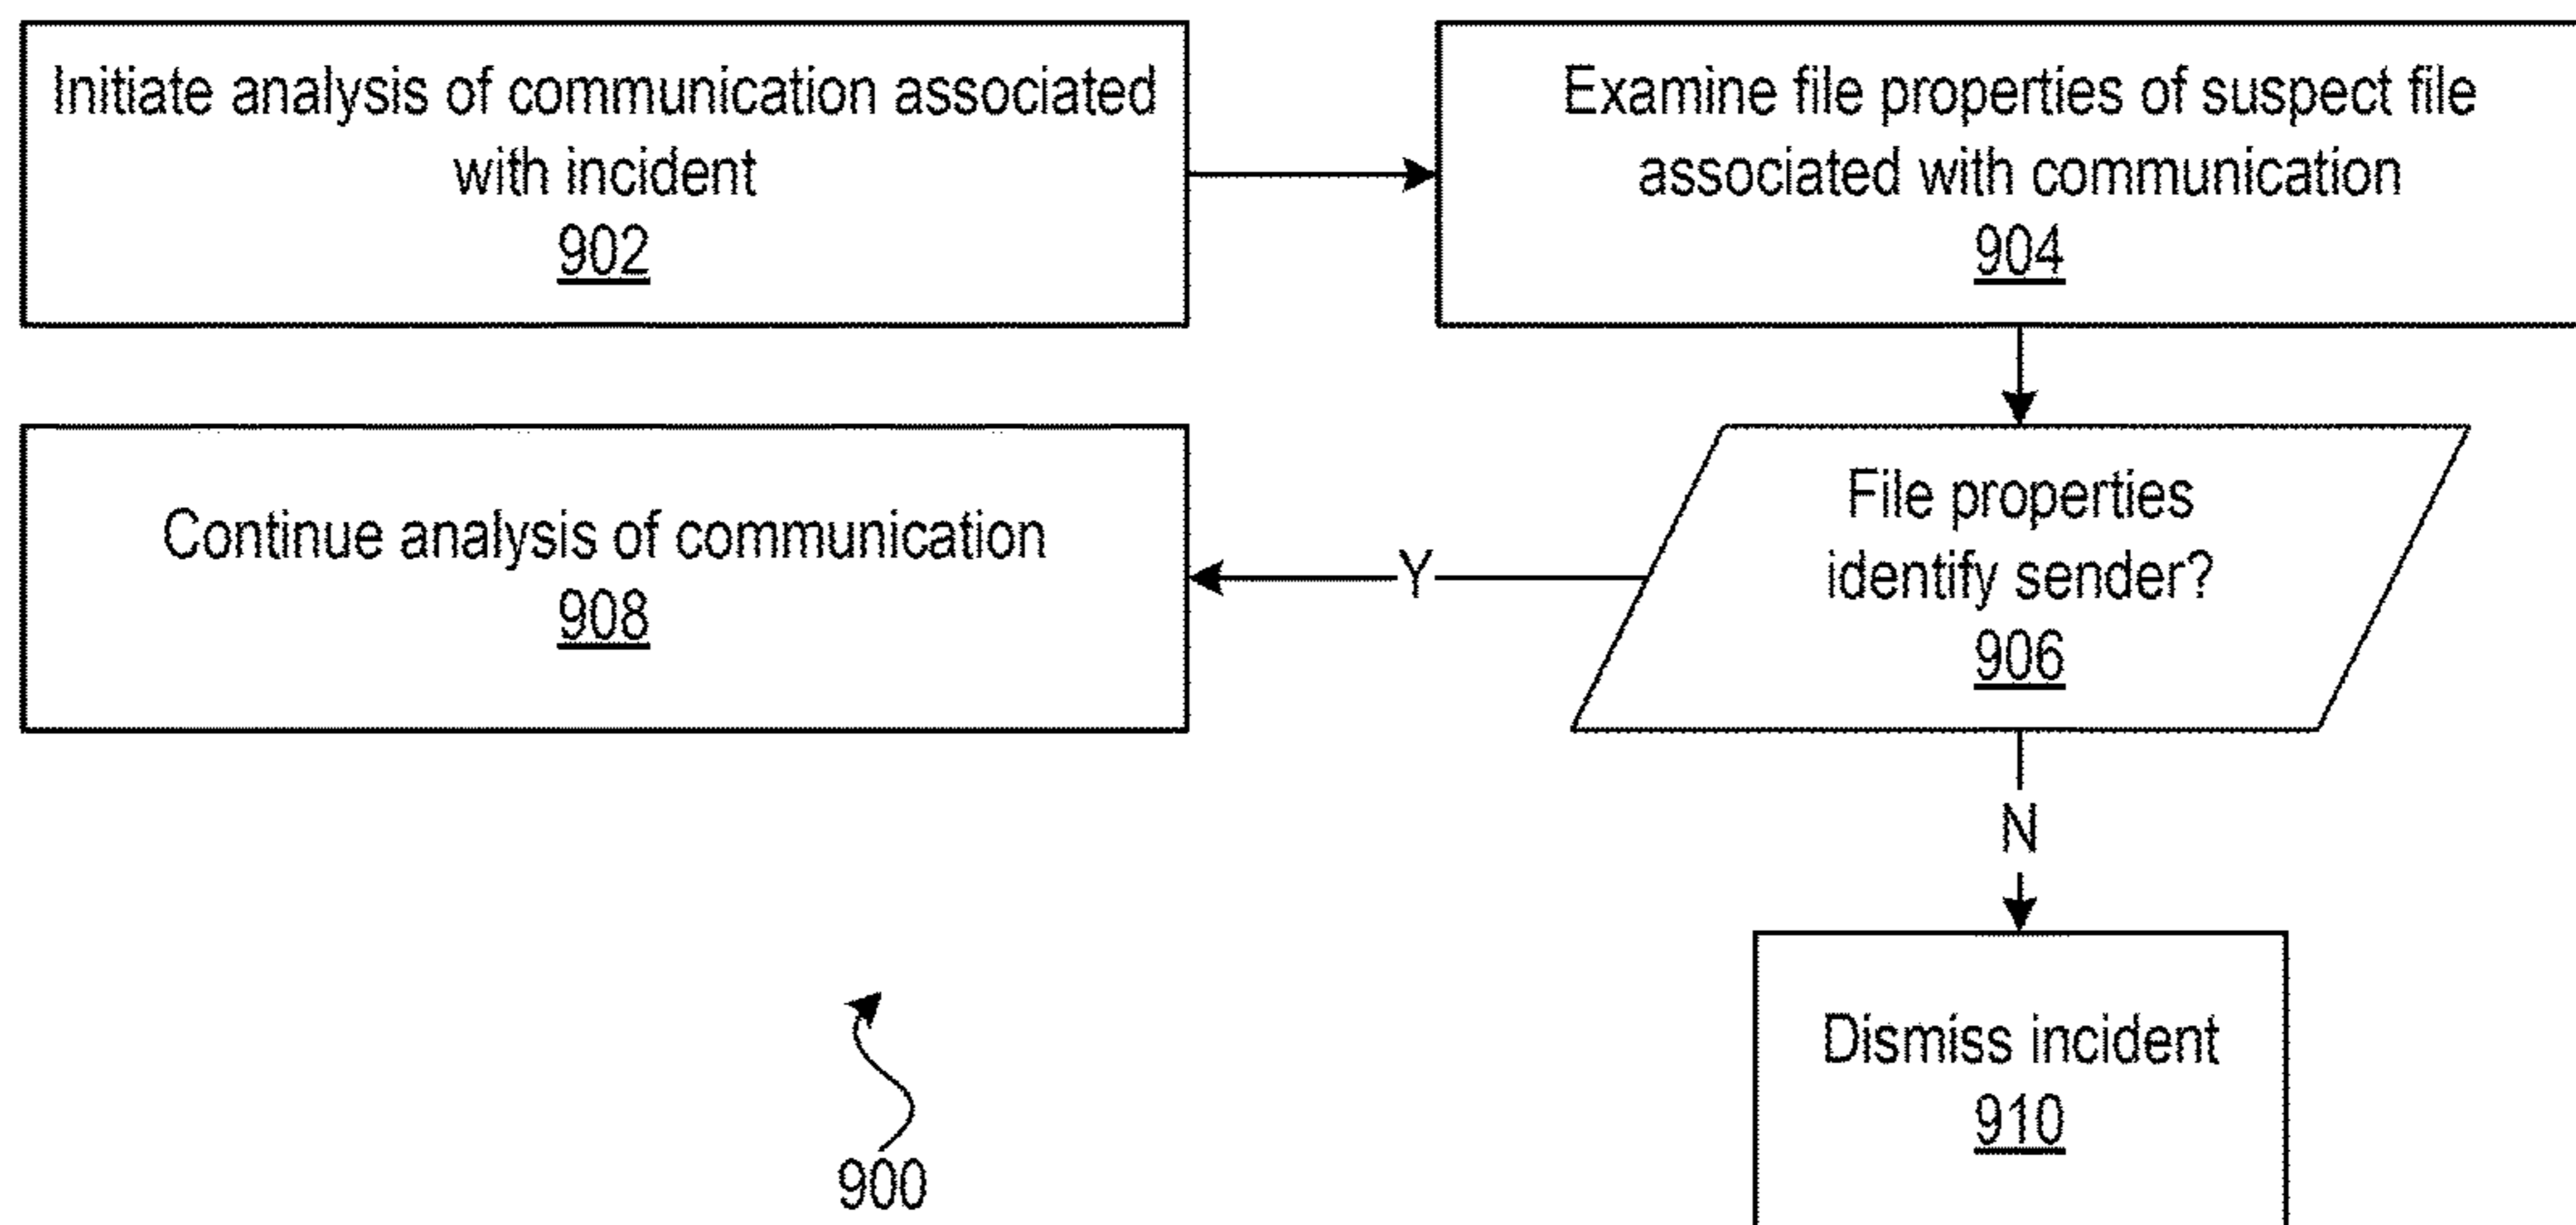 Initiate analysis of communication associated
with incident
902
Examine file properties of suspect file
associated with communication
904
File properties
identify sender?
906
Y
Continue analysis of communication
908
N
Dismiss incident
910
900